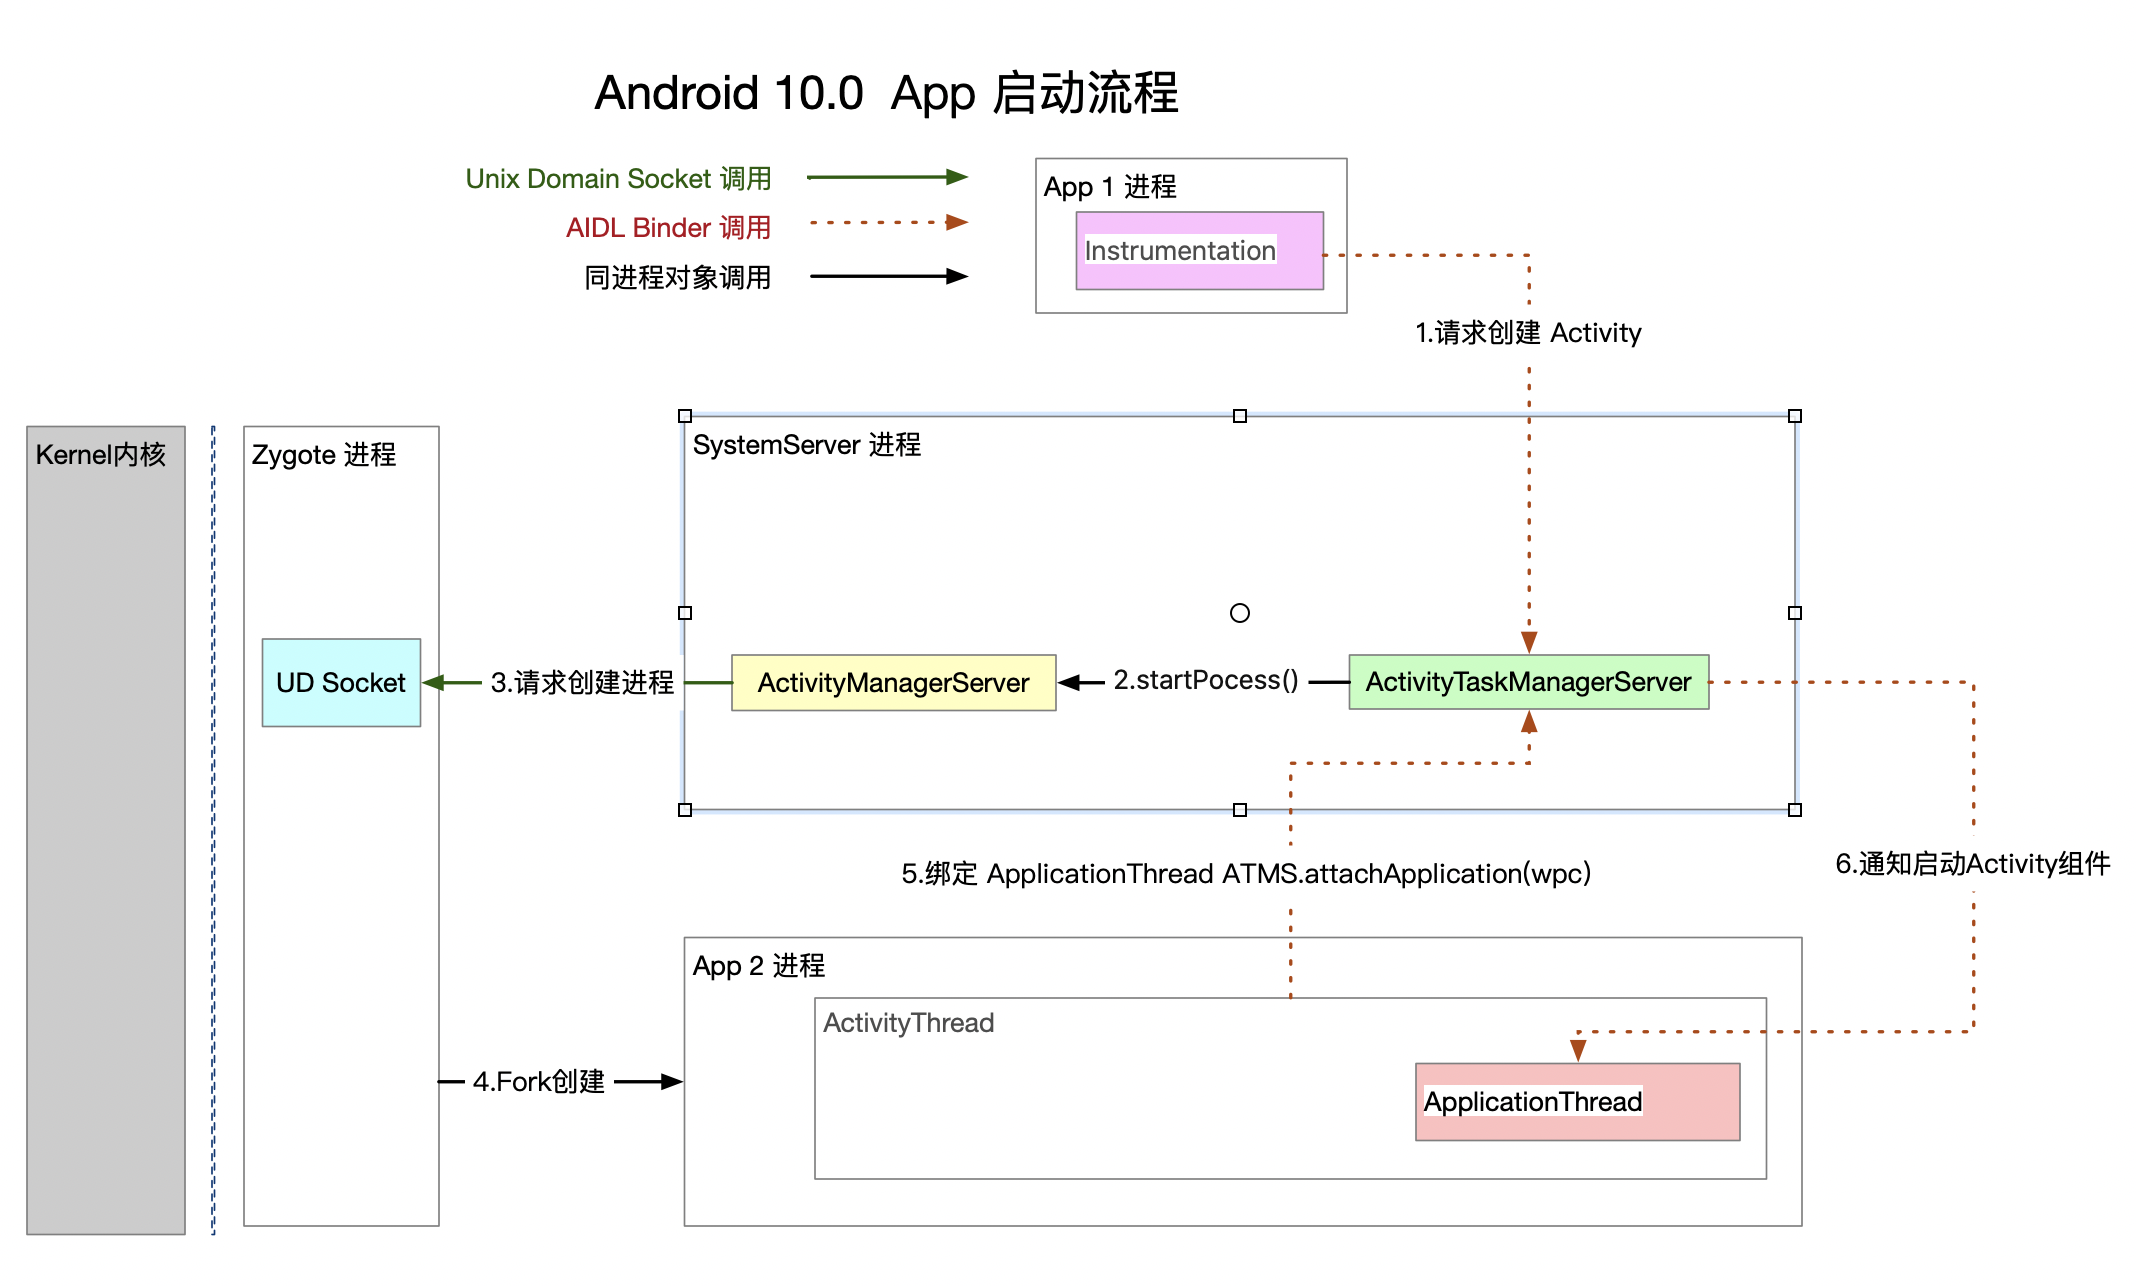 Android 10.0  App 启动流程
Unix Domain Socket 调用
AIDL Binder 调用
同进程对象调用
App 1 进程
Instrumentation
1.请求创建 Activity
Kernel内核
Zygote 进程
SystemServer 进程
UD Socket
3.请求创建进程
ActivityManagerServer
2.startPocess()
ActivityTaskManagerServer
5.绑定 ApplicationThread ATMS.attachApplication(wpc)
6.通知启动Activity组件
App 2 进程
ActivityThread
4.Fork创建
ApplicationThread